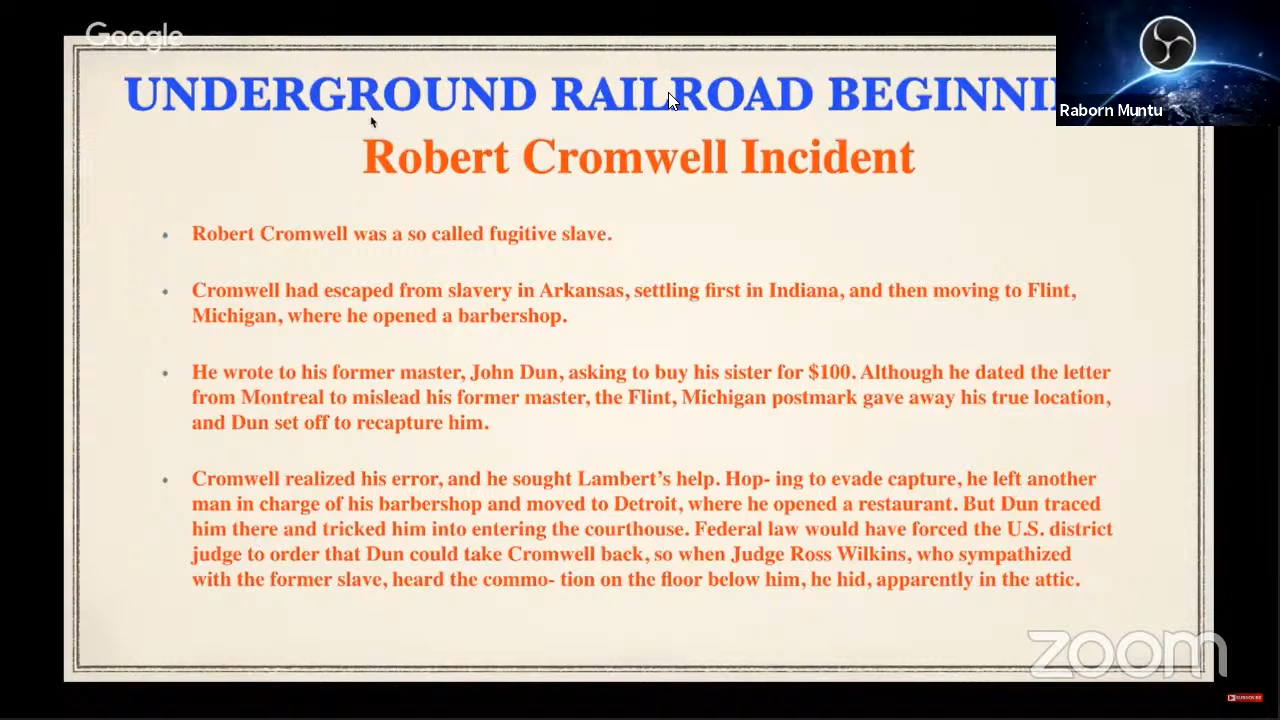 Google
UNDERGROUND RAILROAD BEGINNI
Raborn Muntu
Robert Cromwell Incident
• Robert Cromwell was a so called fugitive slave.
• Cromwell had escaped from slavery in Arkansas, settling first in Indiana, and then moving to Flint,
Michigan, where he opened a barbershop.
• He wrote to his former master, John Dun, asking to buy his sister for $100. Although he dated the letter
from Montreal to mislead his former master, the Flint, Michigan postmark gave away his true location,
and Dun set off to recapture him.
• Cromwell realized his error, and he sought Lambert’s help. Hop- ing to evade capture, he left another
man in charge of his barbershop and moved to Detroit, where he opened a restaurant. But Dun traced
him there and tricked him into entering the courthouse. Federal law would have forced the U.S. district
judge to order that Dun could take Cromwell back, so when Judge Ross Wilkins, who sympathized
with the former slave, heard the commo- tion on the floor below him, he hid, apparently in the attic.
zoom
SUBSCRIBE